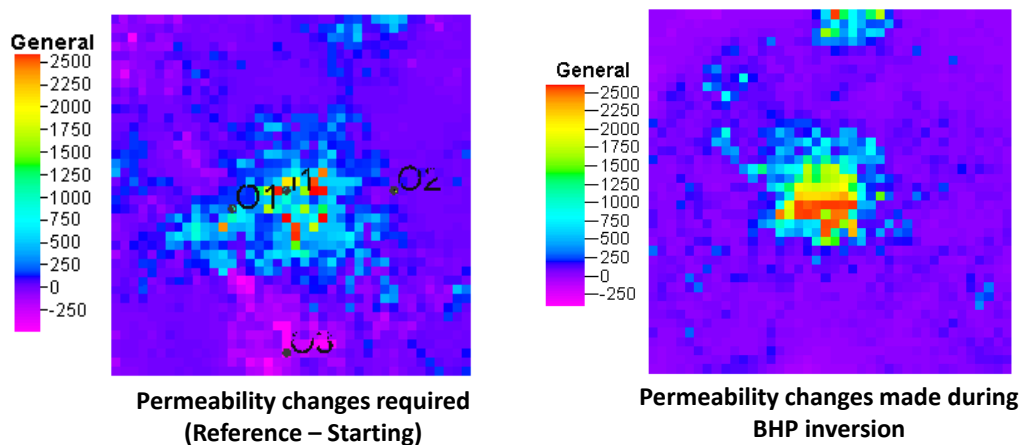 General
2500
2250
2000
1750
1500
1250
1000
750
500
250
0
-250
O1
I1
O2
O3
Permeability changes required
(Reference – Starting)
General
2500
2250
2000
1750
1500
1250
1000
750
500
250
0
-250
Permeability changes made during
BHP inversion